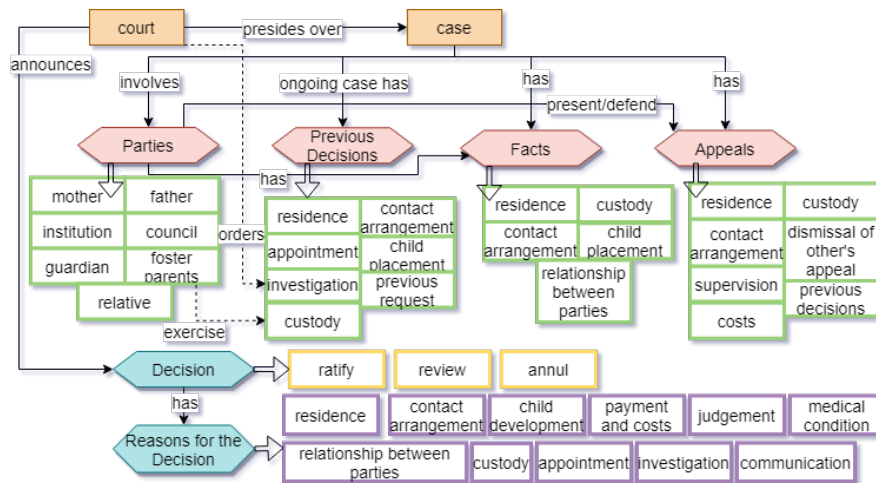 court
presides over
case
announces
involves
ongoing case has
has
has
present/defend
Parties
Previous
Decisions
Facts
Appeals
has
mother
father
institution
council
guardian
foster
parents
relative
orders
exercise
residence
contact
arrangement
appointment
child
placement
investigation
previous
request
custody
residence
custody
contact
arrangement
child
placement
relationship
between
parties
residence
custody
contact
arrangement
dismissal of
other's
appeal
supervision
previous
decisions
costs
Decision
ratify
review
annul
has
Reasons for the
Decision
residence
contact
arrangement
child
development
payment
and costs
judgement
medical
condition
relationship between
parties
custody
appointment
investigation
communication